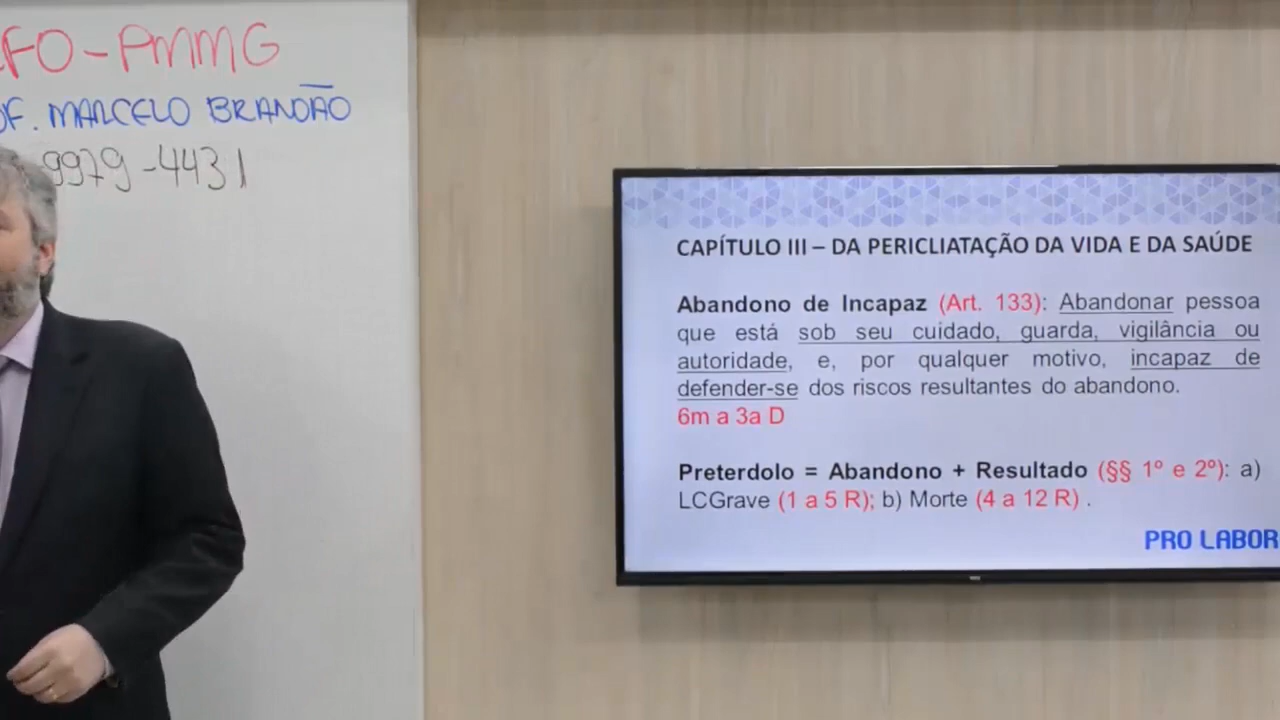 FO-PMMG
OF. MARCELO BRANDÃO
9979-4431
CAPÍTULO III – DA PERICLIATAÇÃO DA VIDA E DA SAÚDE
Abandono de Incapaz (Art. 133): Abandonar pessoa
que está sob seu cuidado, guarda, vigilância ou
autoridade, e, por qualquer motivo, incapaz de
defender-se dos riscos resultantes do abandono.
6m a 3a D
Preterdolo = Abandono + Resultado (§§ 1º e 2º): a)
LCGrave (1 a 5 R); b) Morte (4 a 12 R) .
PRO LABOR